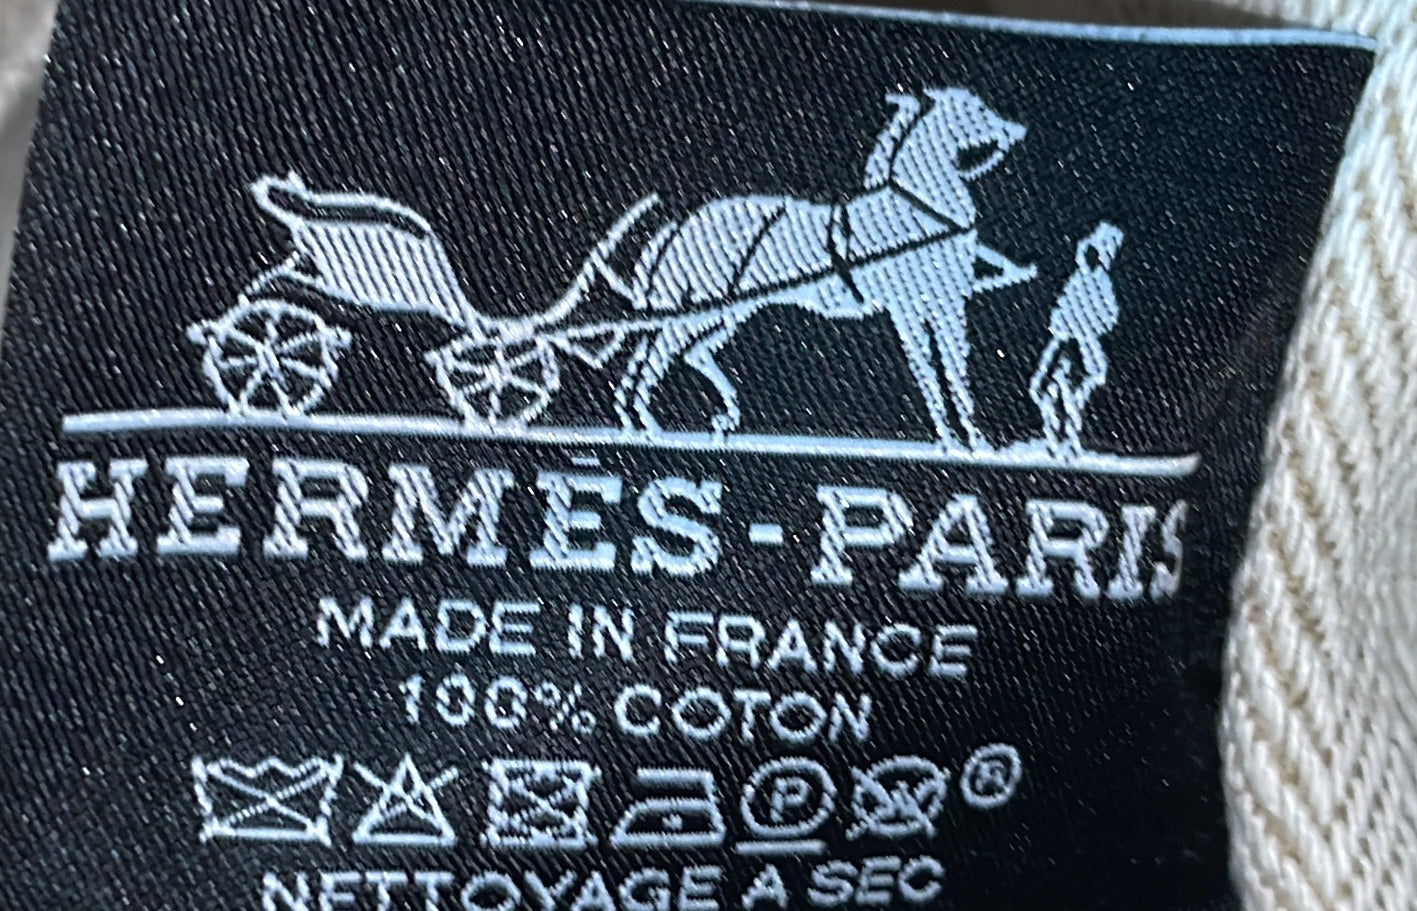 HERMÈS-PARIS
MADE IN FRANCE
100% COTON
P W ®
NETTOYAGE A SEC